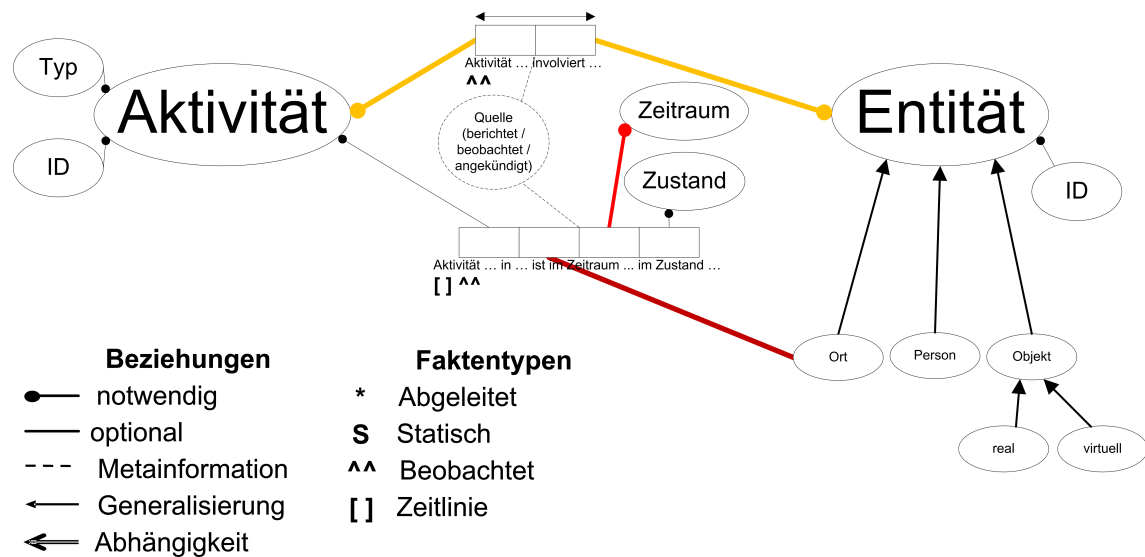 Aktivität … involviert …
^^
Typ
Aktivität
ID
Quelle
(berichtet /
beobachtet /
angekündigt)
Zeitraum
Zustand
Entität
ID
Aktivität … in … ist im Zeitraum ... im Zustand …
[ ] ^^
Ort
Person
Objekt
real
virtuell
Beziehungen
notwendig
optional
Metainformation
Generalisierung
Abhängigkeit
Faktentypen
* Abgeleitet
S Statisch
^^ Beobachtet
[ ] Zeitlinie